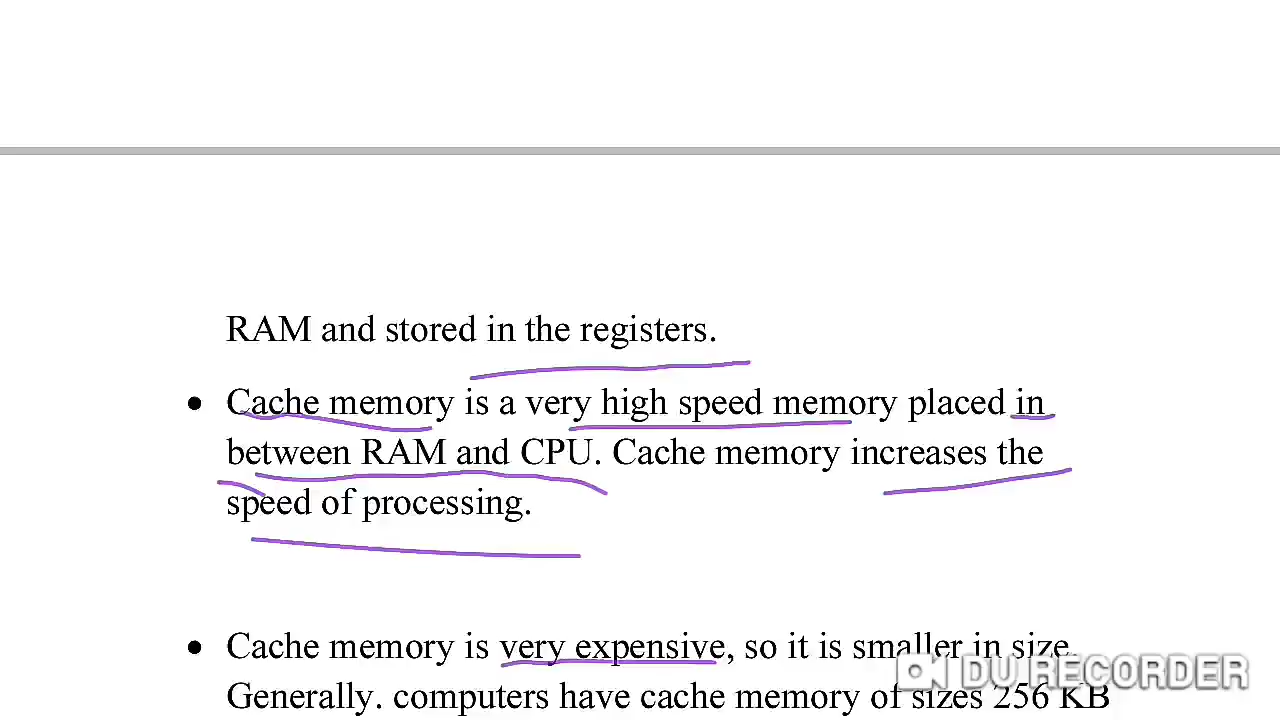 RAM and stored in the registers.
• Cache memory is a very high speed memory placed in
between RAM and CPU. Cache memory increases the
speed of processing.
• Cache memory is very expensive, so it is smaller in size.
Generally. computers have cache memory of sizes 256 KB
DU RECORDER